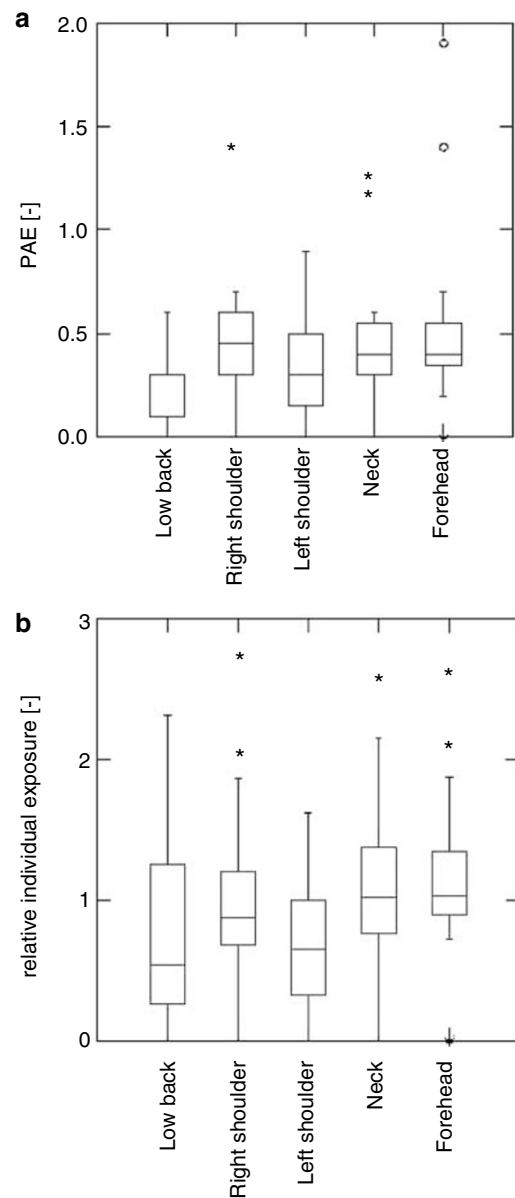 a
2.0
1.5
1.0
0.5
0.0
PAE [-]
Low back
Right shoulder
Left shoulder
Neck
Forehead
b
3
2
1
0
relative individual exposure [-]
Low back
Right shoulder
Left shoulder
Neck
Forehead